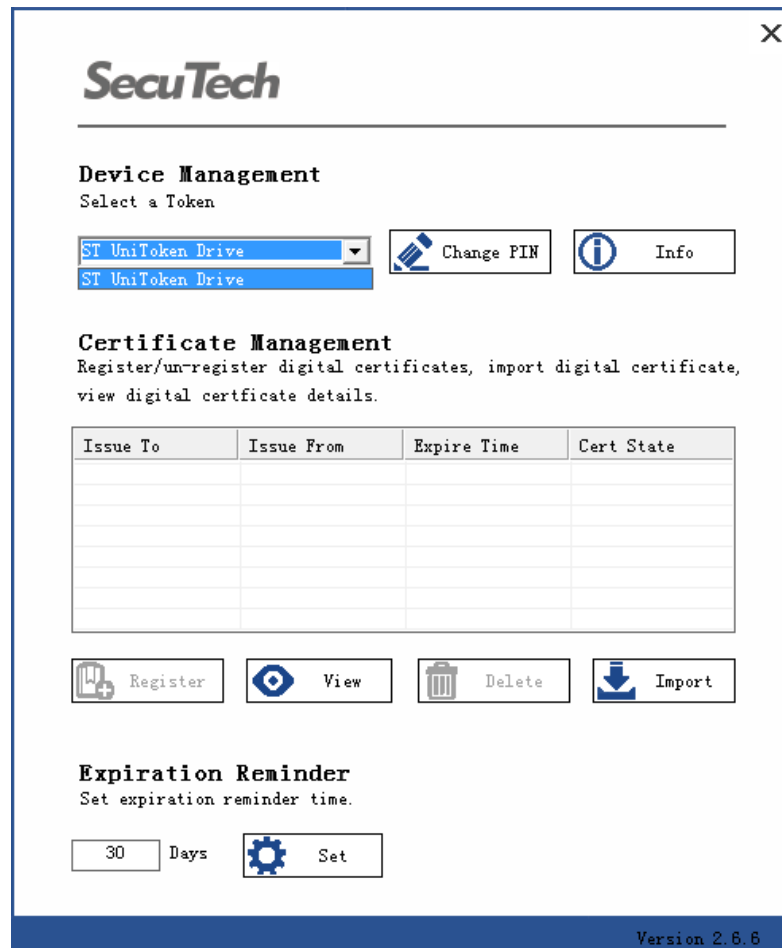 SecuTech
Device Management
Select a Token
ST UniToken Drive
Change PIN
Info
ST UniToken Drive
Certificate Management
Register/un-register digital certificates, import digital certificate,
view digital certficate details.
Issue To
Issue From
Expire Time
Cert State
Register
View
Delete
Import
Expiration Reminder
Set expiration reminder time.
30
Days
Set
Version 2.6.6